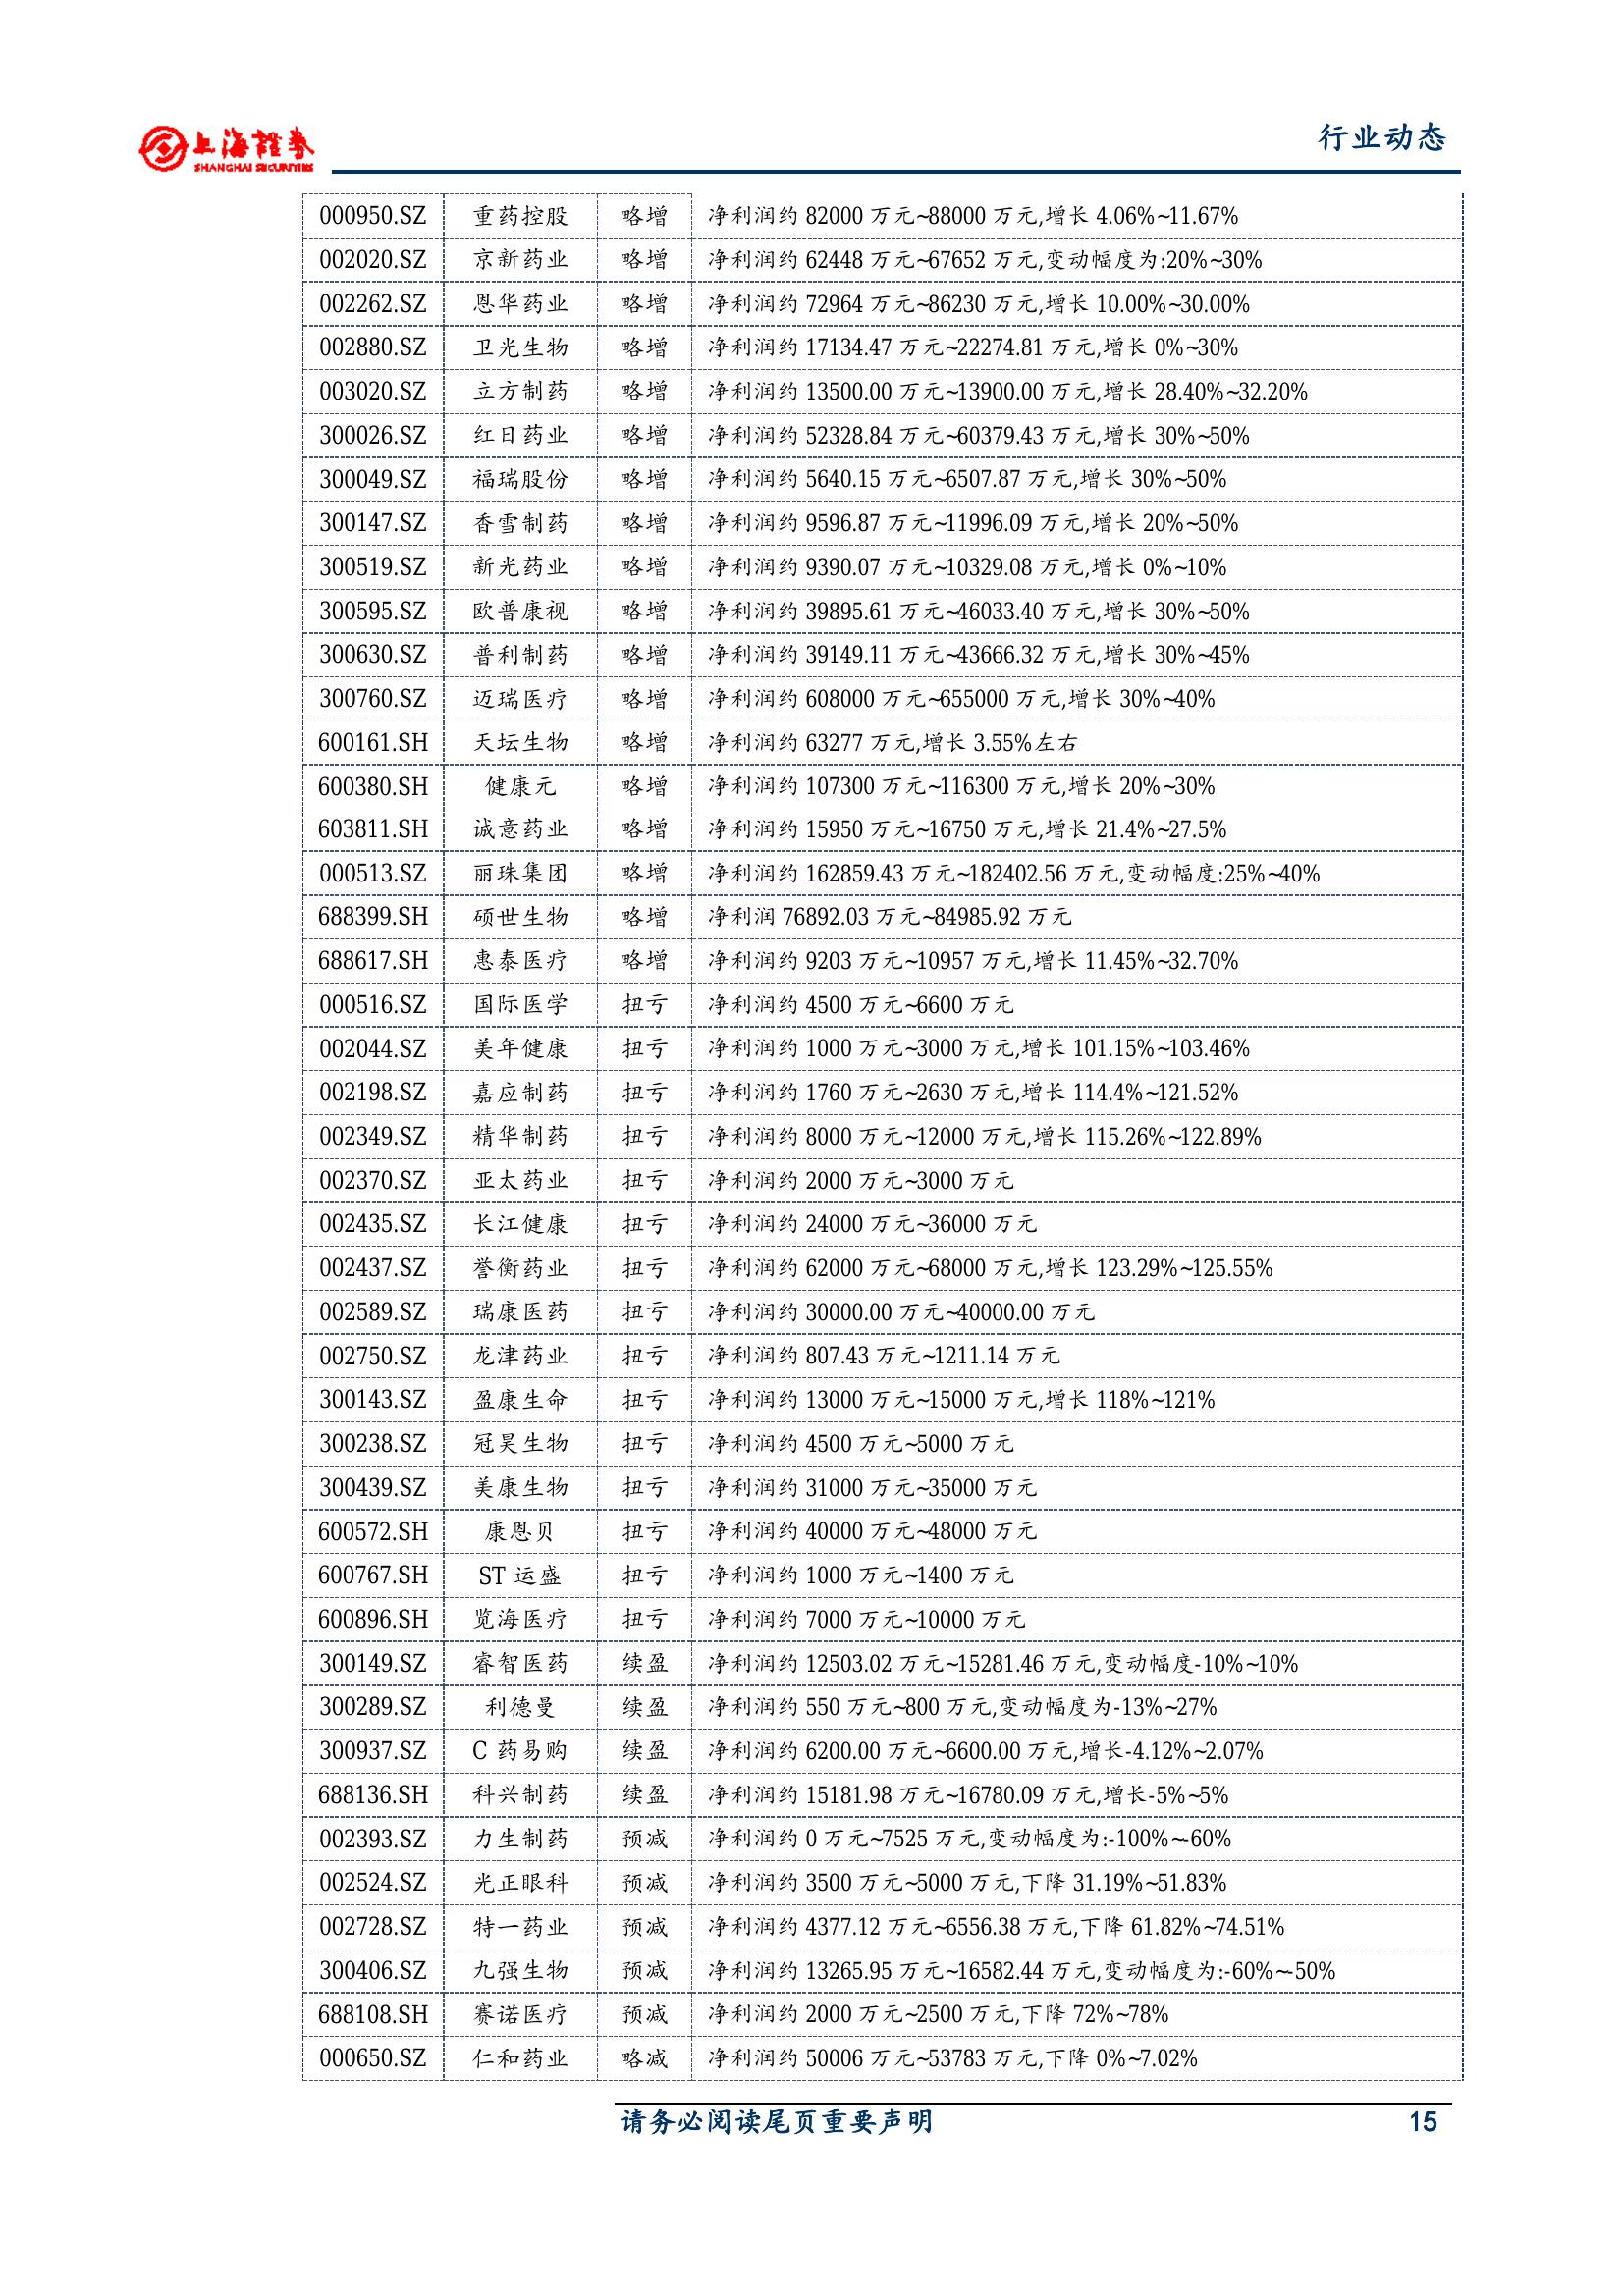 上海證券
SHANGHAI SECURITIES
行业动态
000950.SZ 重药控股 略增 净利润约 82000 万元~88000 万元,增长 4.06%~11.67%
002020.SZ 京新药业 略增 净利润约 62448 万元~67652 万元,变动幅度为:20%~30%
002262.SZ 恩华药业 略增 净利润约 72964 万元~86230 万元,增长 10.00%~30.00%
002880.SZ 卫光生物 略增 净利润约 17134.47 万元~22274.81 万元,增长 0%~30%
003020.SZ 立方制药 略增 净利润约 13500.00 万元~13900.00 万元,增长 28.40%~32.20%
300026.SZ 红日药业 略增 净利润约 52328.84 万元~60379.43 万元,增长 30%~50%
300049.SZ 福瑞股份 略增 净利润约 5640.15 万元~6507.87 万元,增长 30%~50%
300147.SZ 香雪制药 略增 净利润约 9596.87 万元~11996.09 万元,增长 20%~50%
300519.SZ 新光药业 略增 净利润约 9390.07 万元~10329.08 万元,增长 0%~10%
300595.SZ 欧普康视 略增 净利润约 39895.61 万元~46033.40 万元,增长 30%~50%
300630.SZ 普利制药 略增 净利润约 39149.11 万元~43666.32 万元,增长 30%~45%
300760.SZ 迈瑞医疗 略增 净利润约 608000 万元~655000 万元,增长 30%~40%
600161.SH 天坛生物 略增 净利润约 63277 万元,增长 3.55%左右
600380.SH 健康元 略增 净利润约 107300 万元~116300 万元,增长 20%~30%
603811.SH 诚意药业 略增 净利润约 15950 万元~16750 万元,增长 21.4%~27.5%
000513.SZ 丽珠集团 略增 净利润约 162859.43 万元~182402.56 万元,变动幅度:25%~40%
688399.SH 硕世生物 略增 净利润 76892.03 万元~84985.92 万元
688617.SH 惠泰医疗 略增 净利润约 9203 万元~10957 万元,增长 11.45%~32.70%
000516.SZ 国际医学 扭亏 净利润约 4500 万元~6600 万元
002044.SZ 美年健康 扭亏 净利润约 1000 万元~3000 万元,增长 101.15%~103.46%
002198.SZ 嘉应制药 扭亏 净利润约 1760 万元~2630 万元,增长 114.4%~121.52%
002349.SZ 精华制药 扭亏 净利润约 8000 万元~12000 万元,增长 115.26%~122.89%
002370.SZ 亚太药业 扭亏 净利润约 2000 万元~3000 万元
002435.SZ 长江健康 扭亏 净利润约 24000 万元~36000 万元
002437.SZ 誉衡药业 扭亏 净利润约 62000 万元~68000 万元,增长 123.29%~125.55%
002589.SZ 瑞康医药 扭亏 净利润约 30000.00 万元~40000.00 万元
002750.SZ 龙津药业 扭亏 净利润约 807.43 万元~1211.14 万元
300143.SZ 盈康生命 扭亏 净利润约 13000 万元~15000 万元,增长 118%~121%
300238.SZ 冠昊生物 扭亏 净利润约 4500 万元~5000 万元
300439.SZ 美康生物 扭亏 净利润约 31000 万元~35000 万元
600572.SH 康恩贝 扭亏 净利润约 40000 万元~48000 万元
600767.SH ST 运盛 扭亏 净利润约 1000 万元~1400 万元
600896.SH 览海医疗 扭亏 净利润约 7000 万元~10000 万元
300149.SZ 睿智医药 续盈 净利润约 12503.02 万元~15281.46 万元,变动幅度-10%~10%
300289.SZ 利德曼 续盈 净利润约 550 万元~800 万元,变动幅度为-13%~27%
300937.SZ C 药易购 续盈 净利润约 6200.00 万元~6600.00 万元,增长-4.12%~2.07%
688136.SH 科兴制药 续盈 净利润约 15181.98 万元~16780.09 万元,增长-5%~5%
002393.SZ 力生制药 预减 净利润约 0 万元~7525 万元,变动幅度为:-100%~-60%
002524.SZ 光正眼科 预减 净利润约 3500 万元~5000 万元,下降 31.19%~51.83%
002728.SZ 特一药业 预减 净利润约 4377.12 万元~6556.38 万元,下降 61.82%~74.51%
300406.SZ 九强生物 预减 净利润约 13265.95 万元~16582.44 万元,变动幅度为:-60%~-50%
688108.SH 赛诺医疗 预减 净利润约 2000 万元~2500 万元,下降 72%~78%
000650.SZ 仁和药业 略减 净利润约 50006 万元~53783 万元,下降 0%~7.02%
请务必阅读尾页重要声明 15